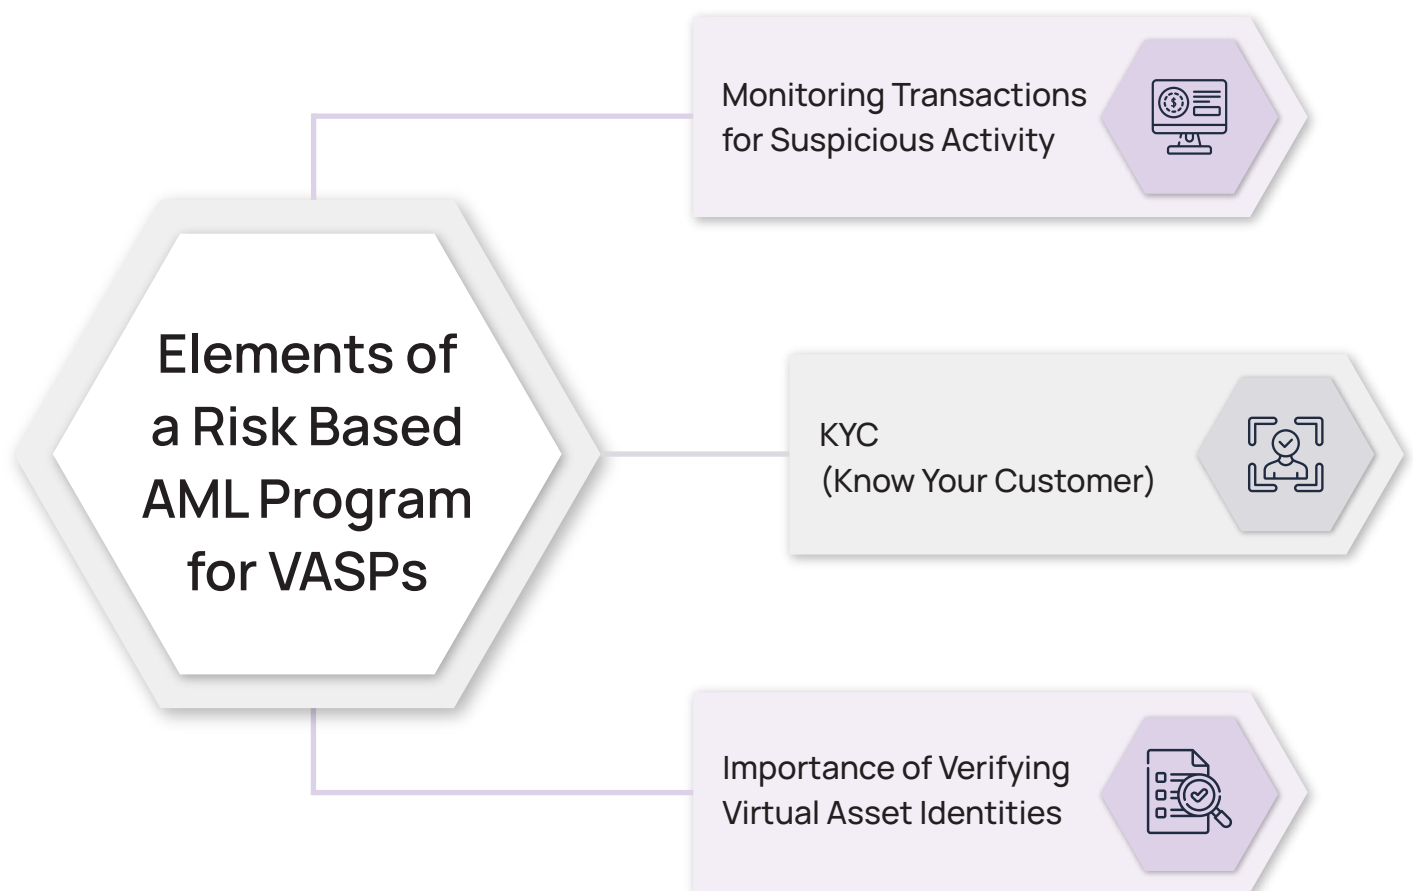 Elements of
a Risk Based
AML Program
for VASPs
Monitoring Transactions
for Suspicious Activity
KYC
(Know Your Customer)
Importance of Verifying
Virtual Asset Identities